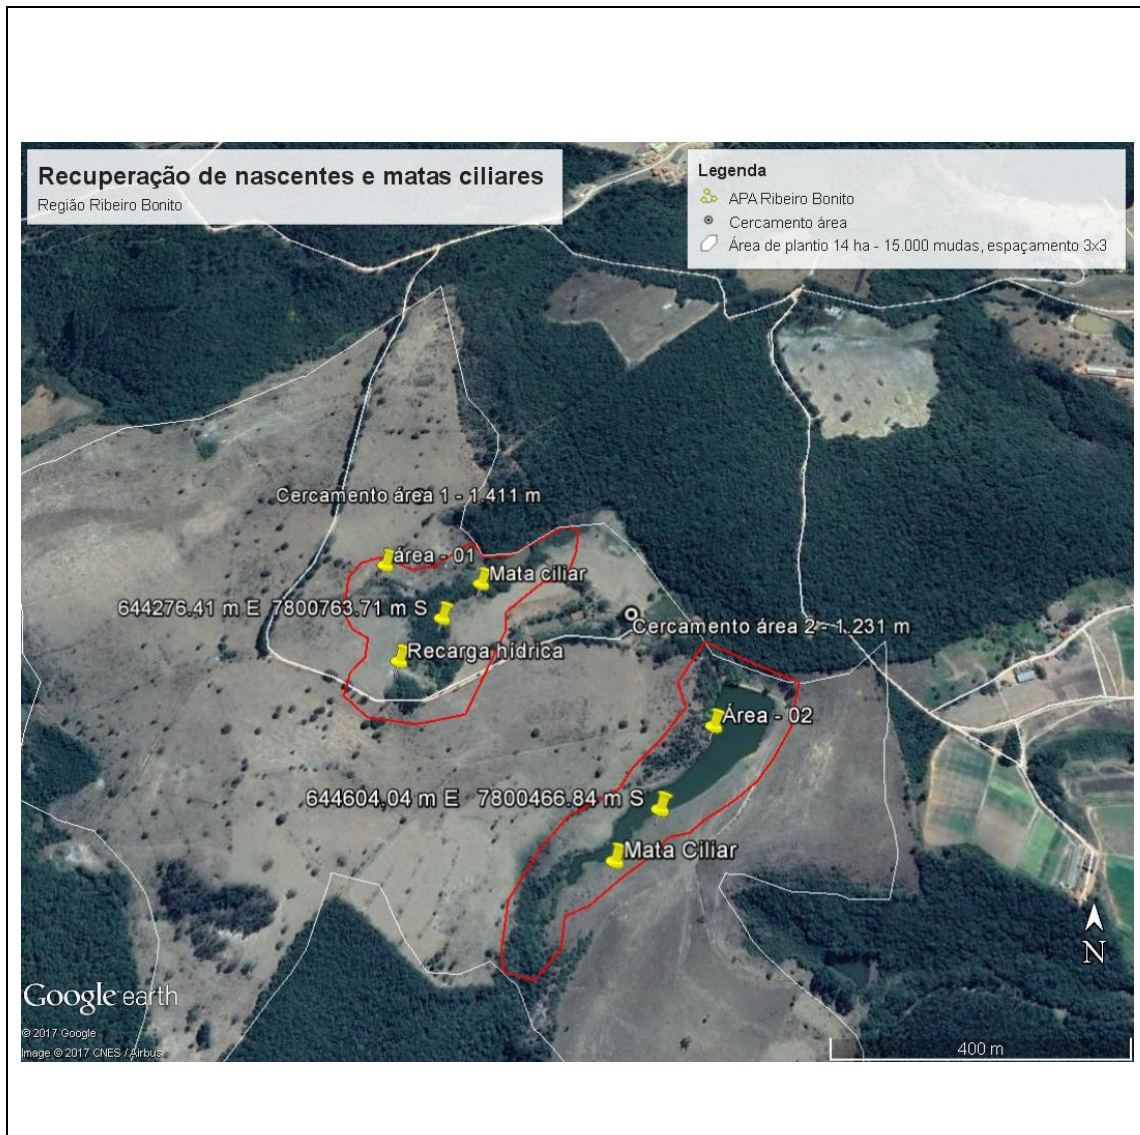 Recuperação de nascentes e matas ciliares
Região Ribeiro Bonito
Legenda
APA Ribeiro Bonito
Cercamento área
Área de plantio 14 ha - 15.000 mudas, espaçamento 3x3
Cercamento área 1 - 1.411 m
área - 01
Mata ciliar
644276.41 m E 7800763.71 m S
Cercamento área 2 - 1.231 m
Recarga hídrica
Área - 02
644604,04 m E 7800466.84 m S
Mata Ciliar
N
Google earth
© 2017 Google
Image © 2017 CNES / Airbus
400 m